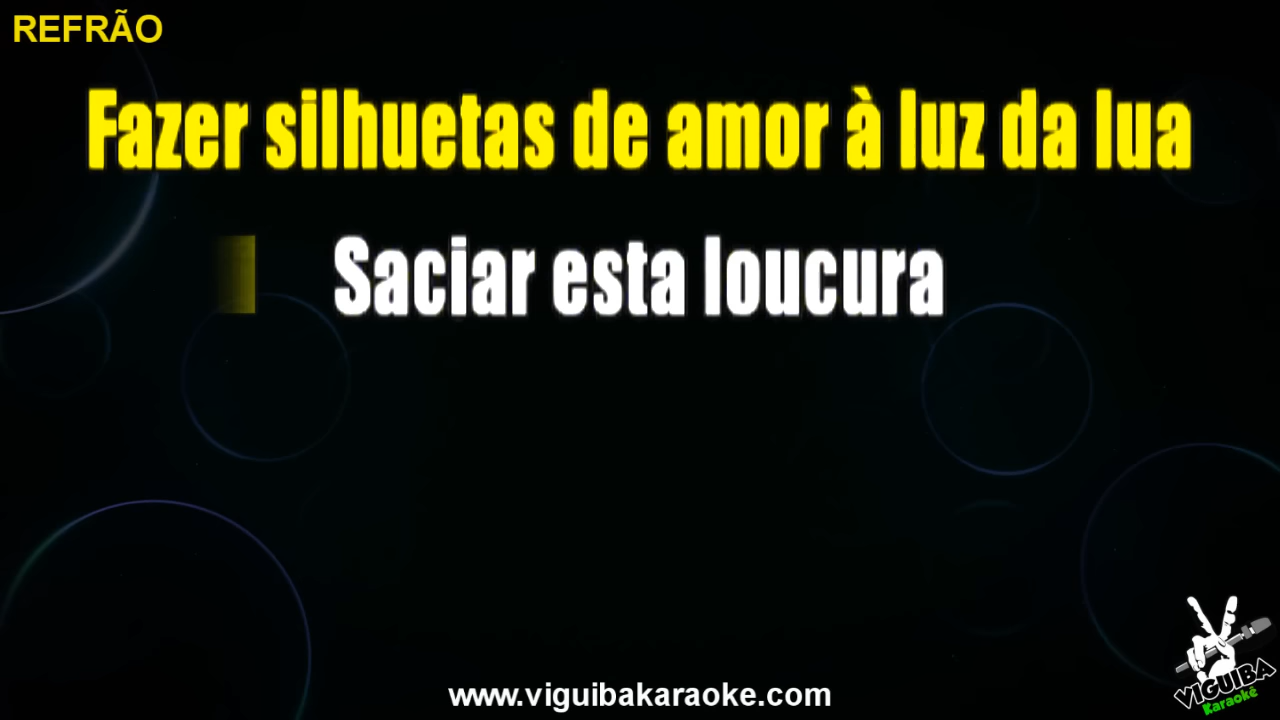 REFRÃO
Fazer silhuetas de amor à luz da lua
Saciar esta loucura
www.viguibakaraoke.com
VIGUIBA
Karaokê